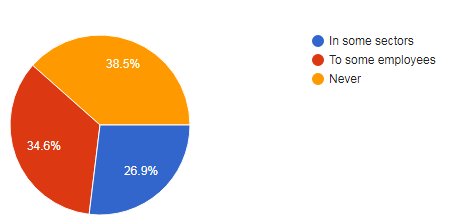 38.5%
34.6%
26.9%
In some sectors
To some employees
Never